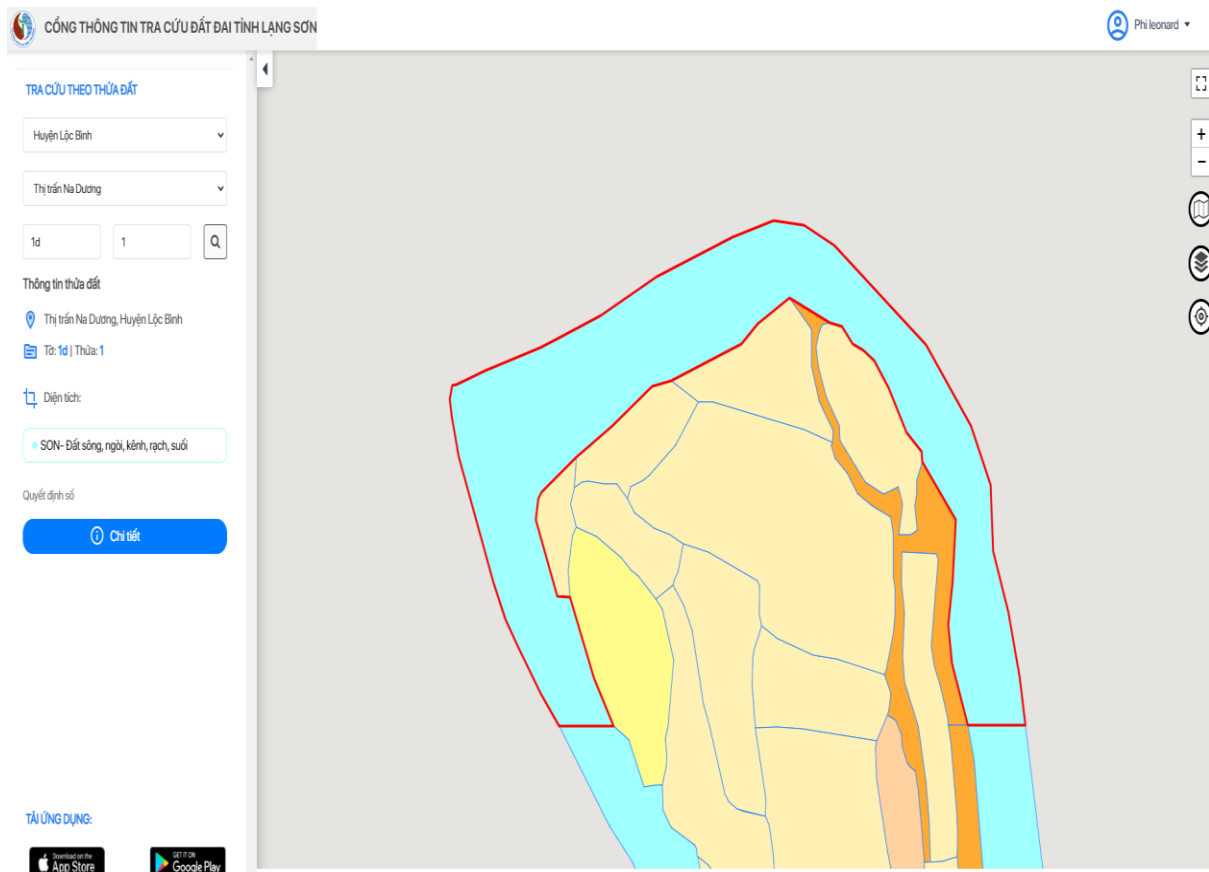 CỔNG THÔNG TIN TRA CỨU ĐẤT ĐAI TỈNH LẠNG SƠN
Phi leonard
TRA CỨU THEO THỬA ĐẤT
Huyện Lộc Bình
Thị trấn Na Dương
1d 1
Thông tin thửa đất
Thị trấn Na Dương, Huyện Lộc Bình
Tờ: 1d | Thửa: 1
Diện tích:
SON- Đất sông, ngòi, kênh, rạch, suối
Quyết định số
Chi tiết
TẢI ỨNG DỤNG:
Download on the
App Store
GET IT ON
Google Play